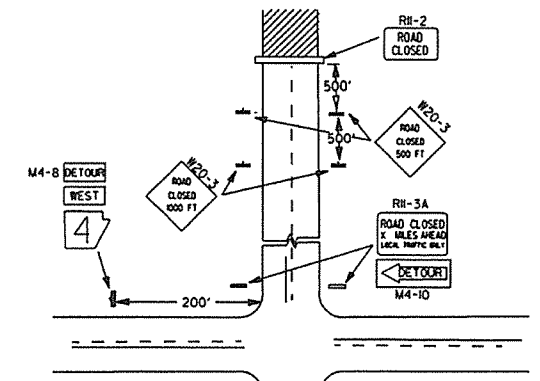 R11-2
ROAD
CLOSED
500'
500'
W20-3
ROAD
CLOSED
500 FT
W20-3
ROAD
CLOSED
1000 FT
M4-8 DETOUR
WEST
4
R11-3A
ROAD CLOSED
X MILES AHEAD
LOCAL TRAFFIC ONLY
DETOUR
M4-10
200'